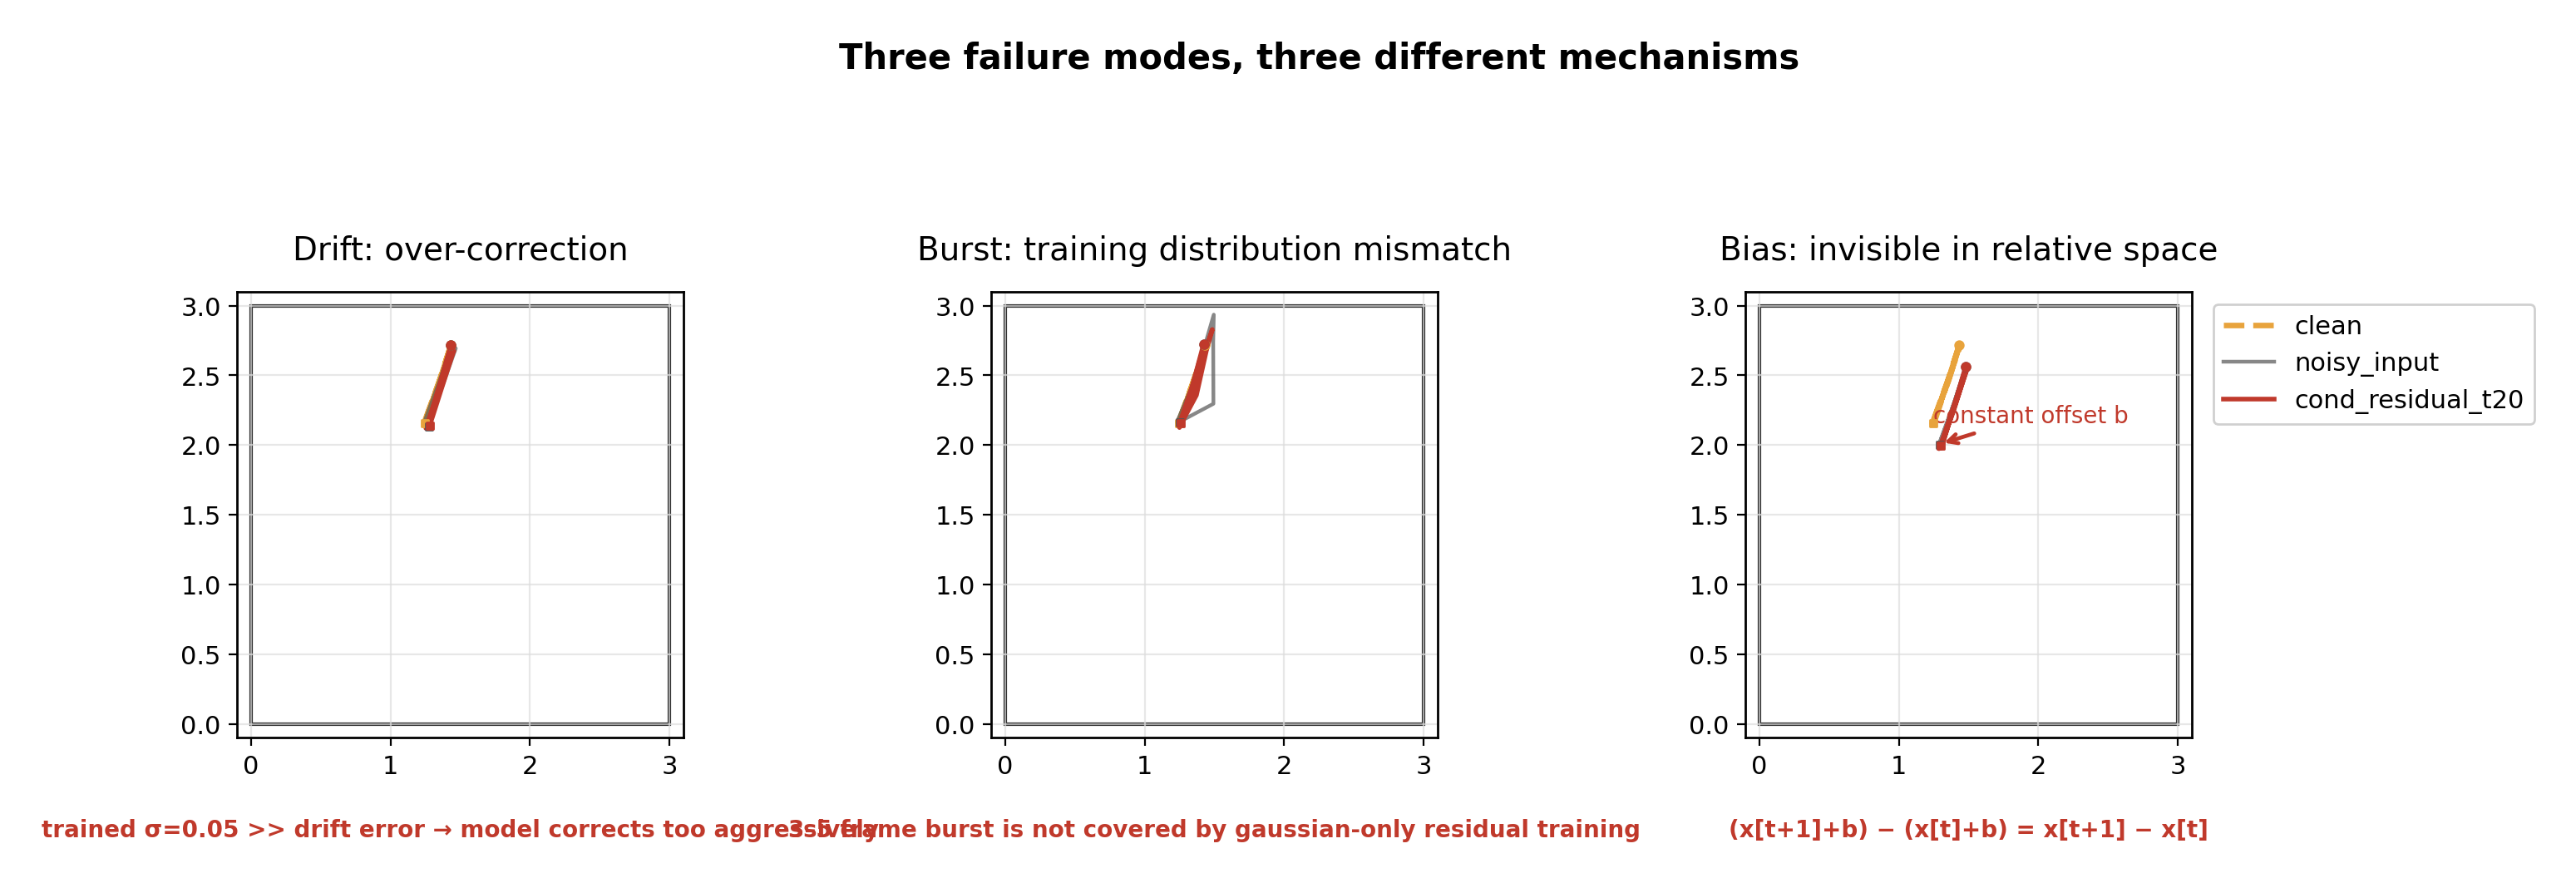 Three failure modes, three different mechanisms
Drift: over-correction
3.0
2.5
2.0
1.5
1.0
0.5
0.0
0 1 2 3
trained σ=0.05 >> drift error → model corrects too aggressively
Burst: training distribution mismatch
3.0
2.5
2.0
1.5
1.0
0.5
0.0
0 1 2 3
3–5 frame burst is not covered by gaussian-only residual training
Bias: invisible in relative space
3.0
2.5
2.0
1.5
1.0
0.5
0.0
0 1 2 3
constant offset b
(x[t+1]+b) − (x[t]+b) = x[t+1] − x[t]
clean
noisy_input
cond_residual_t20